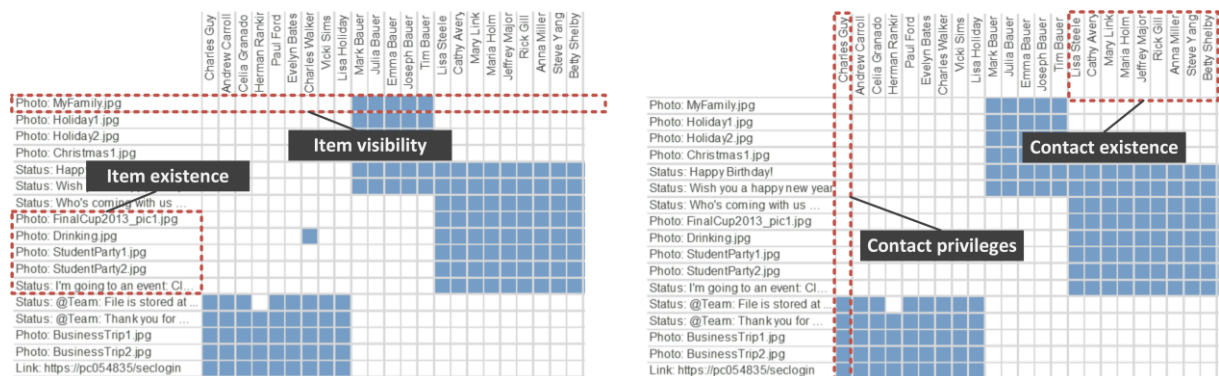 Charles Guy
Andrew Carroll
Celia Granado
Herman Rankir
Paul Ford
Evelyn Bates
Charles Walker
Vicki Sims
Lisa Holiday
Mark Bauer
Julia Bauer
Emma Bauer
Joseph Bauer
Tim Bauer
Lisa Steele
Cathy Avery
Mary Link
Maria Holm
Jeffrey Major
Rick Gill
Anna Miller
Steve Yang
Betty Shelby
Photo: MyFamily.jpg
Photo: Holiday1.jpg
Photo: Holiday2.jpg
Photo: Christmas1.jpg
Status: Happy
Status: Wish
Status: Who's coming with us ...
Photo: FinalCup2013_pic1.jpg
Photo: Drinking.jpg
Photo: StudentParty1.jpg
Photo: StudentParty2.jpg
Status: I'm going to an event: Cl...
Status: @Team: File is stored at ...
Status: @Team: Thank you for ...
Photo: BusinessTrip1.jpg
Photo: BusinessTrip2.jpg
Link: https://pc054835/seclogin
Item visibility
Item existence
Charles Guy
Andrew Carroll
Celia Granado
Herman Rankir
Paul Ford
Evelyn Bates
Charles Walker
Vicki Sims
Lisa Holiday
Mark Bauer
Julia Bauer
Emma Bauer
Joseph Bauer
Tim Bauer
Lisa Steele
Cathy Avery
Mary Link
Maria Holm
Jeffrey Major
Rick Gill
Anna Miller
Steve Yang
Betty Shelby
Photo: MyFamily.jpg
Photo: Holiday1.jpg
Photo: Holiday2.jpg
Photo: Christmas1.jpg
Status: Happy Birthday!
Status: Wish you a happy new year
Status: Who's coming with us ...
Photo: FinalCup2013_pic1.jpg
Photo: Drinking.jpg
Photo: StudentParty1.jpg
Photo: StudentParty2.jpg
Status: I'm going to an event: Cl...
Status: @Team: File is stored at ...
Status: @Team: Thank you for ...
Photo: BusinessTrip1.jpg
Photo: BusinessTrip2.jpg
Link: https://pc054835/seclogin
Contact existence
Contact privileges